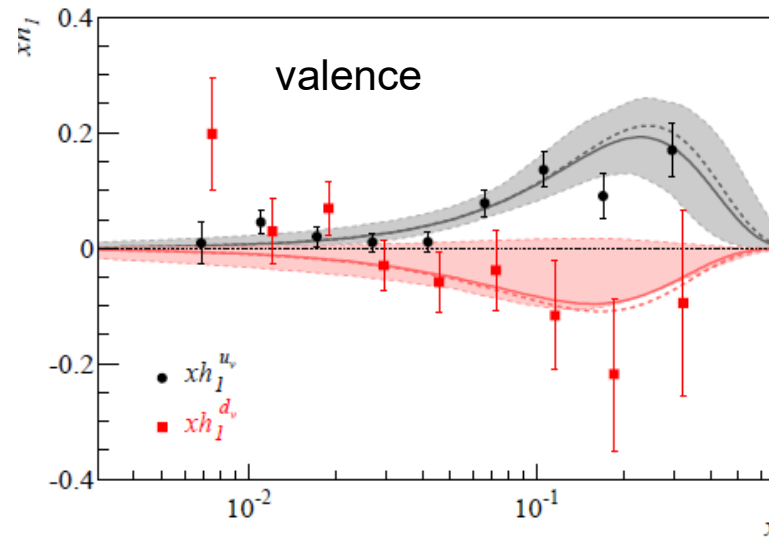 0.4
xh₁
valence
0.2
0
-0.2
xh₁ᵘᵛ
xh₁ᵈᵛ
-0.4
10⁻² 10⁻¹
x